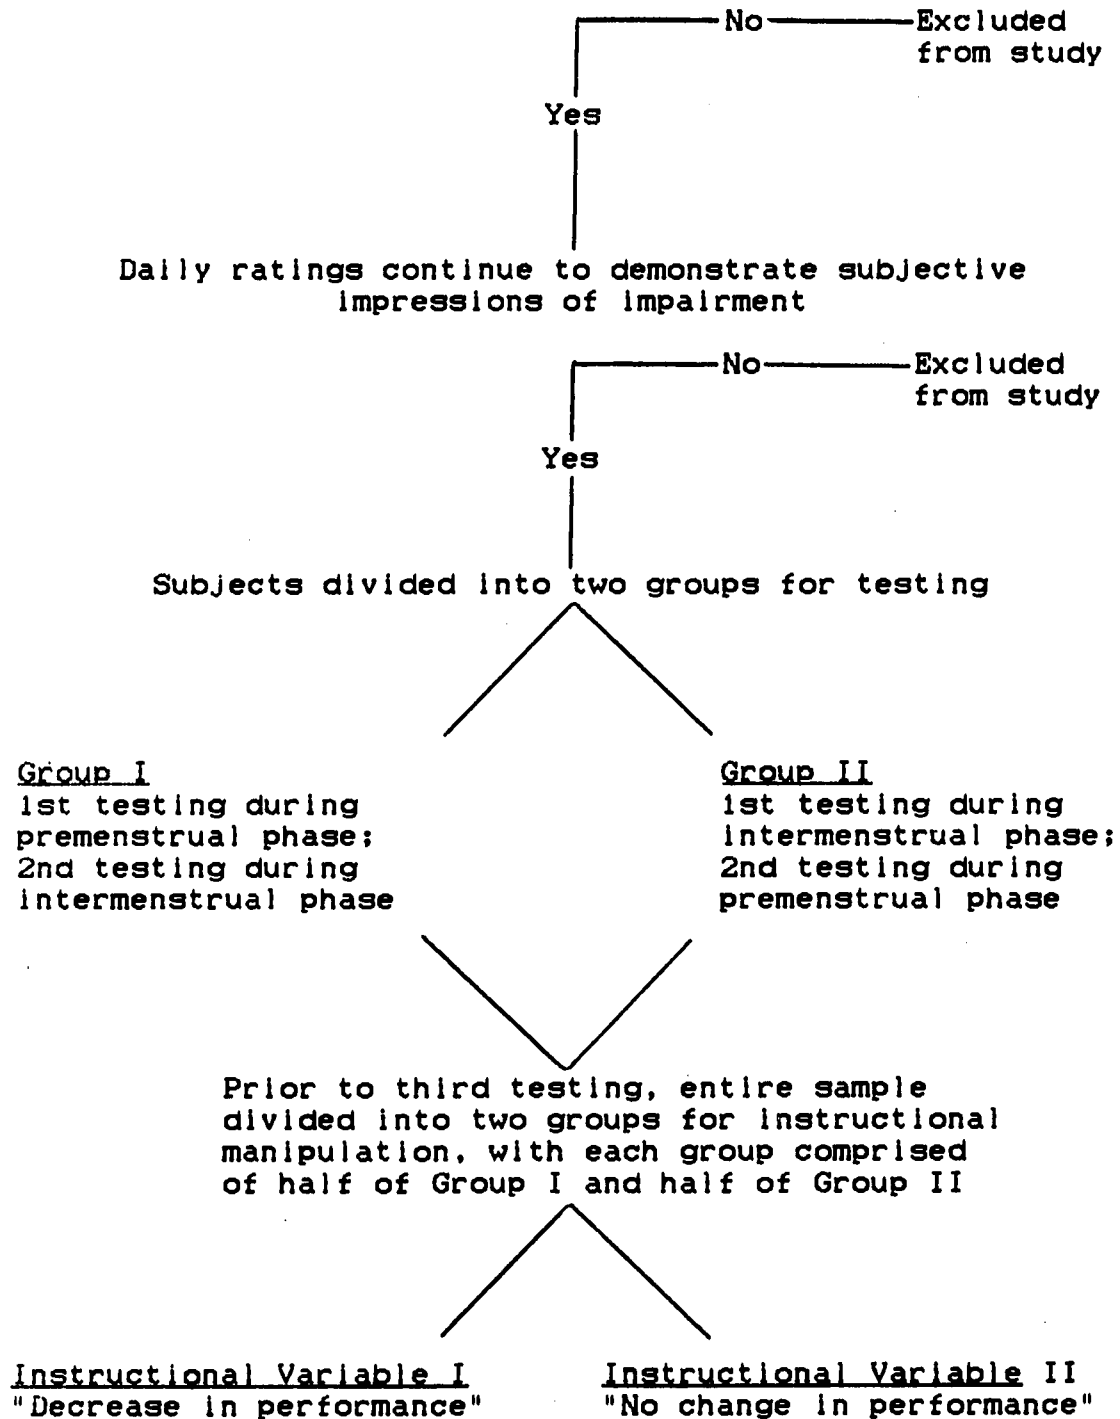 No Excluded
from study
Yes
Daily ratings continue to demonstrate subjective
impressions of impairment
No Excluded
from study
Yes
Subjects divided into two groups for testing
Group I
1st testing during
premenstrual phase;
2nd testing during
intermenstrual phase
Group II
1st testing during
intermenstrual phase;
2nd testing during
premenstrual phase
Prior to third testing, entire sample
divided into two groups for instructional
manipulation, with each group comprised
of half of Group I and half of Group II
Instructional Variable I
"Decrease in performance"
Instructional Variable II
"No change in performance"